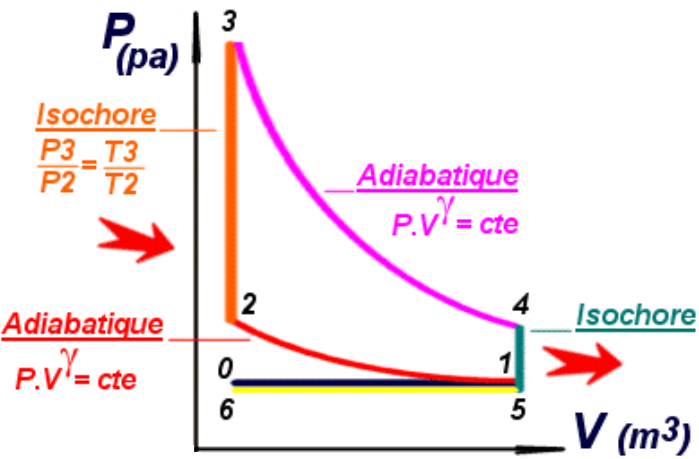 P (pa)
3
Isochore
P3/P2 = T3/T2
Adiabatique
P.V^γ = cte
2
4
Isochore
Adiabatique
P.V^γ = cte
0
1
6
5
V (m³)